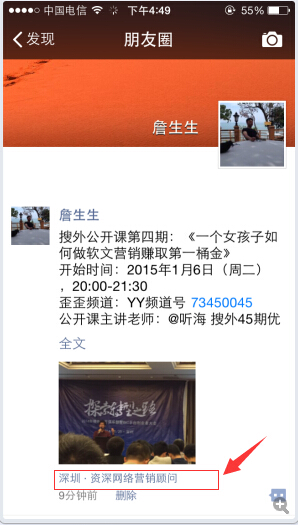 中国电信 下午4:49 55%
发现 朋友圈
詹生生
詹生生
搜外公开课第四期：《一个女孩子如
何做软文营销赚取第一桶金》
开始时间：2015年1月6日（周二）
，20:00-21:30
歪歪频道：YY频道号 73450045
公开课主讲老师：@听海 搜外45期优
全文
深圳 · 资深网络营销顾问
9分钟前 删除